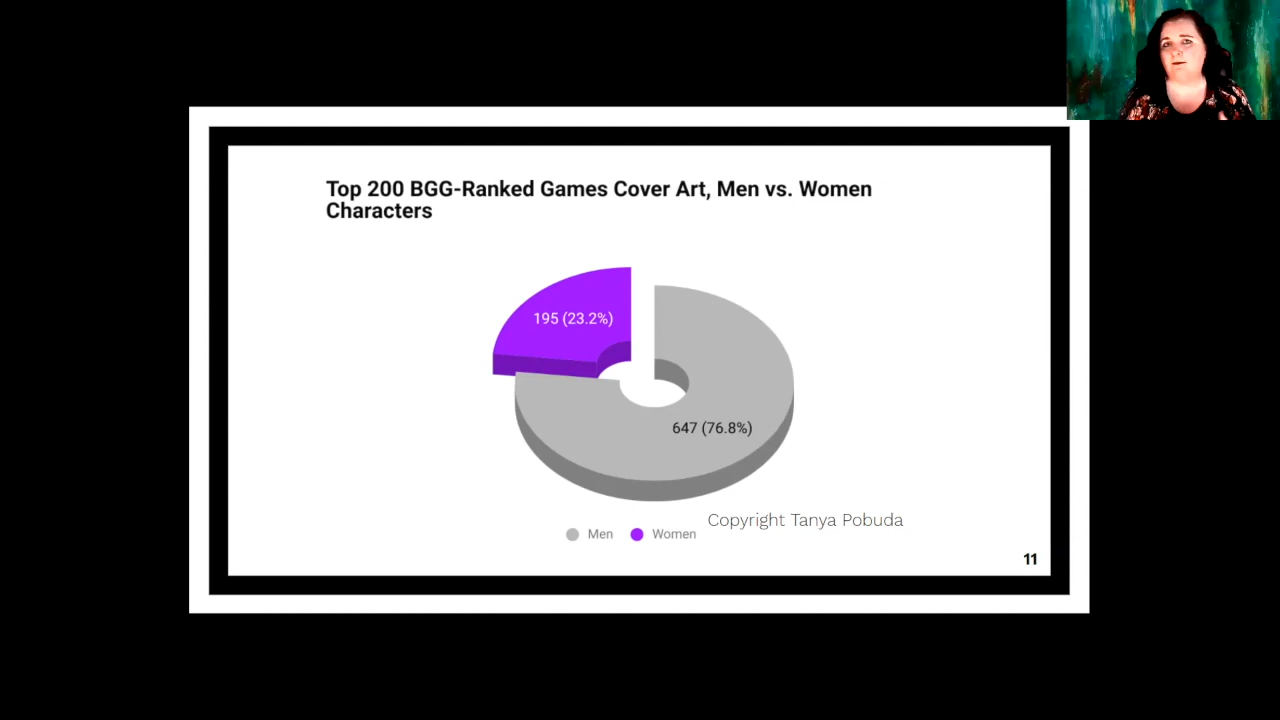 Top 200 BGG-Ranked Games Cover Art, Men vs. Women
Characters
195 (23.2%)
647 (76.8%)
Copyright Tanya Pobuda
Men
Women
11